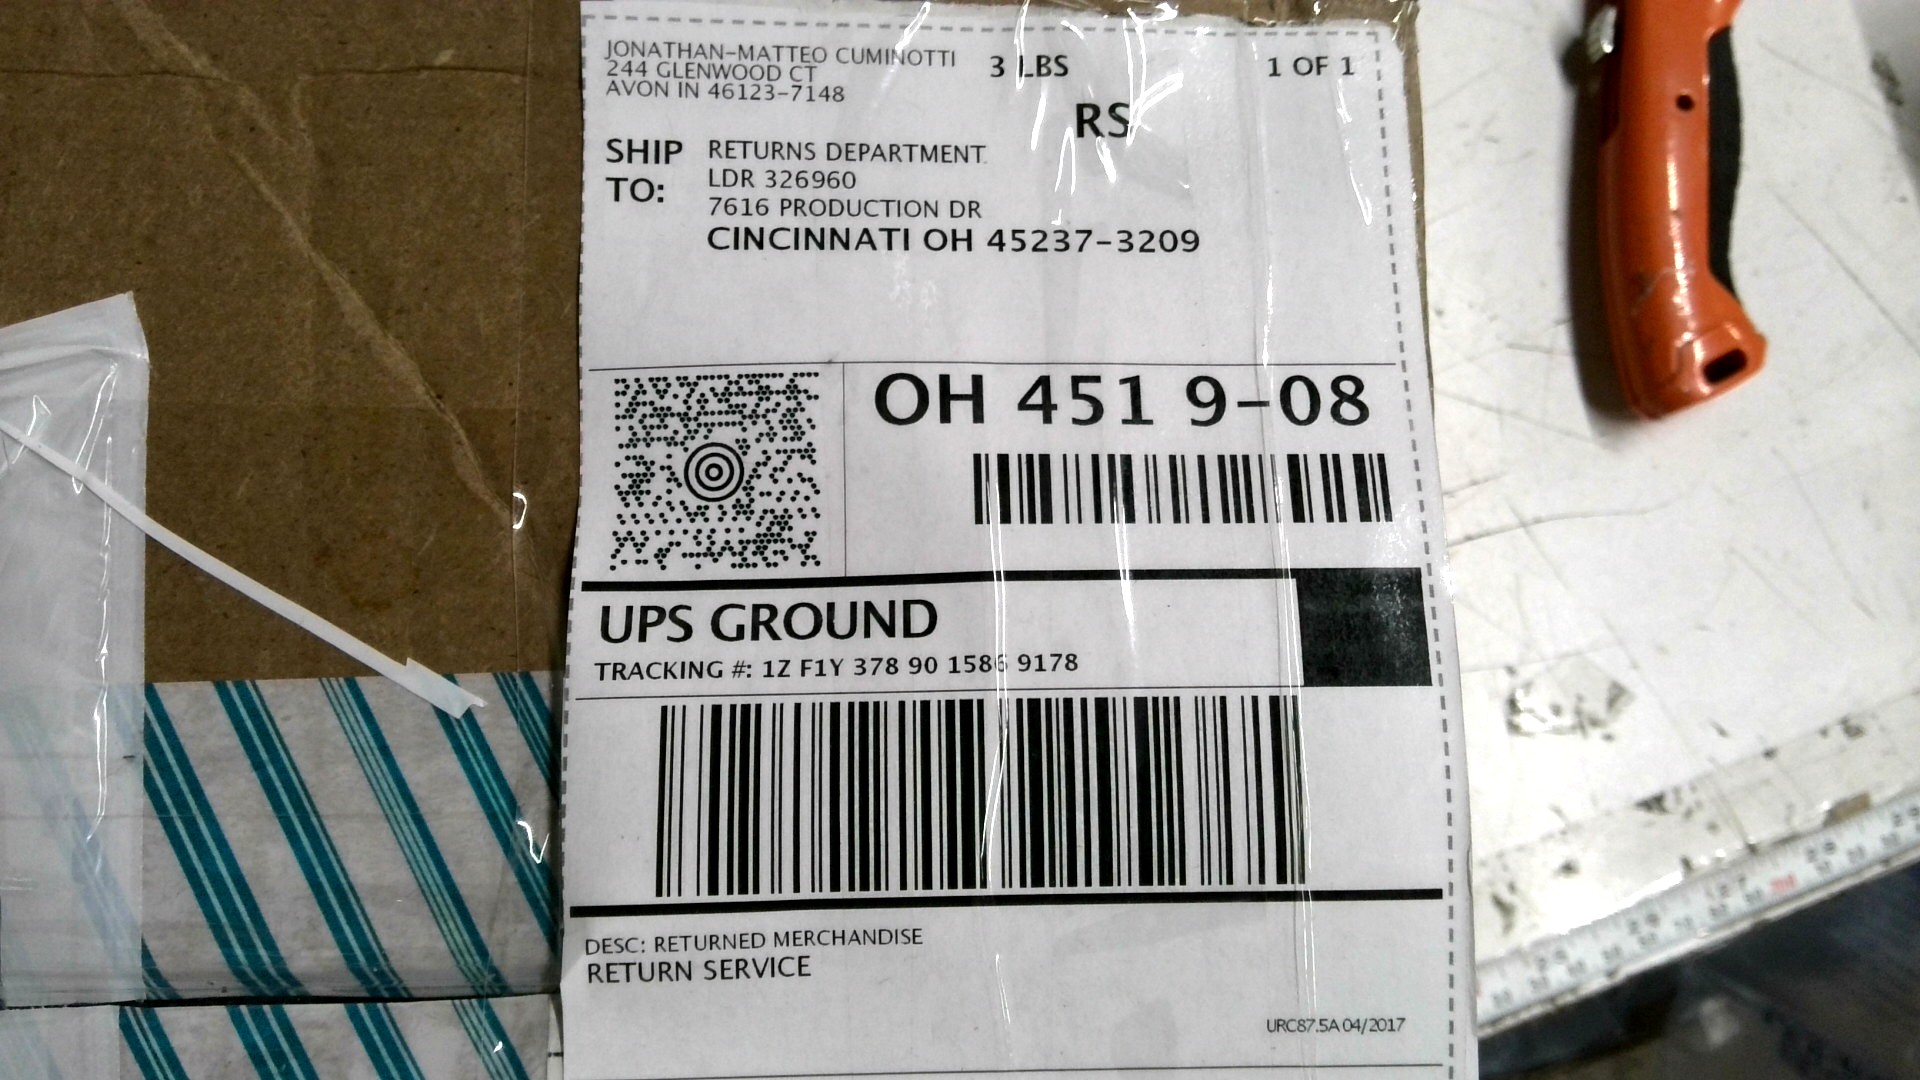 JONATHAN-MATTEO CUMINOTTI
244 GLENWOOD CT
AVON IN 46123-7148
3 LBS
1 OF 1
RS
SHIP TO:
RETURNS DEPARTMENT
LDR 326960
7616 PRODUCTION DR
CINCINNATI OH 45237-3209
OH 451 9-08
UPS GROUND
TRACKING #: 1Z F1Y 378 90 1586 9178
DESC: RETURNED MERCHANDISE
RETURN SERVICE
URC87.5A 04/2017